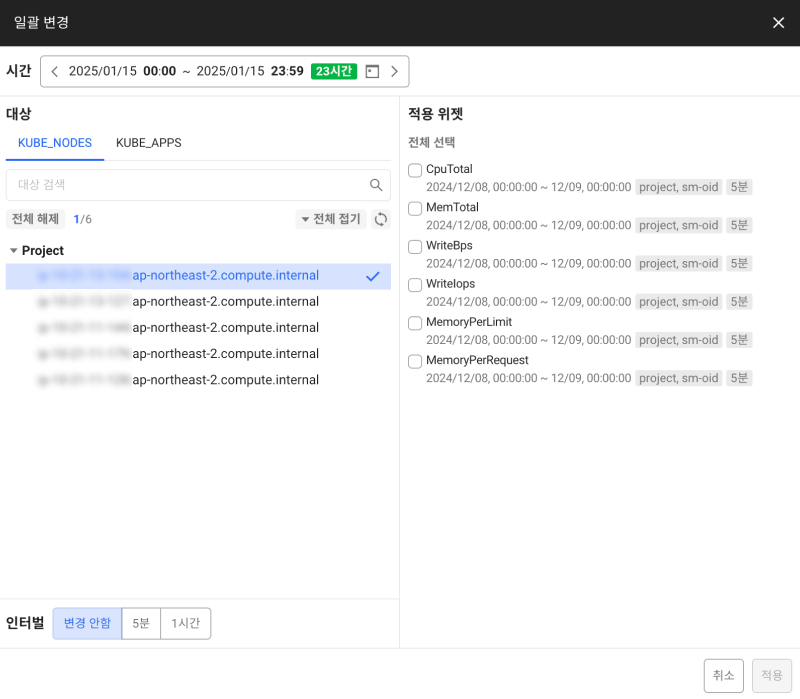 일괄 변경
시간 2025/01/15 00:00 ~ 2025/01/15 23:59 23시간
대상
KUBE_NODES KUBE_APPS
대상 검색
전체 해제 1/6 전체 접기
Project
ap-northeast-2.compute.internal
ap-northeast-2.compute.internal
ap-northeast-2.compute.internal
ap-northeast-2.compute.internal
ap-northeast-2.compute.internal
인터벌 변경 안함 5분 1시간
적용 위젯
전체 선택
CpuTotal
2024/12/08, 00:00:00 ~ 12/09, 00:00:00 project, sm-oid 5분
MemTotal
2024/12/08, 00:00:00 ~ 12/09, 00:00:00 project, sm-oid 5분
WriteBps
2024/12/08, 00:00:00 ~ 12/09, 00:00:00 project, sm-oid 5분
WriteIops
2024/12/08, 00:00:00 ~ 12/09, 00:00:00 project, sm-oid 5분
MemoryPerLimit
2024/12/08, 00:00:00 ~ 12/09, 00:00:00 project, sm-oid 5분
MemoryPerRequest
2024/12/08, 00:00:00 ~ 12/09, 00:00:00 project, sm-oid 5분
취소 적용